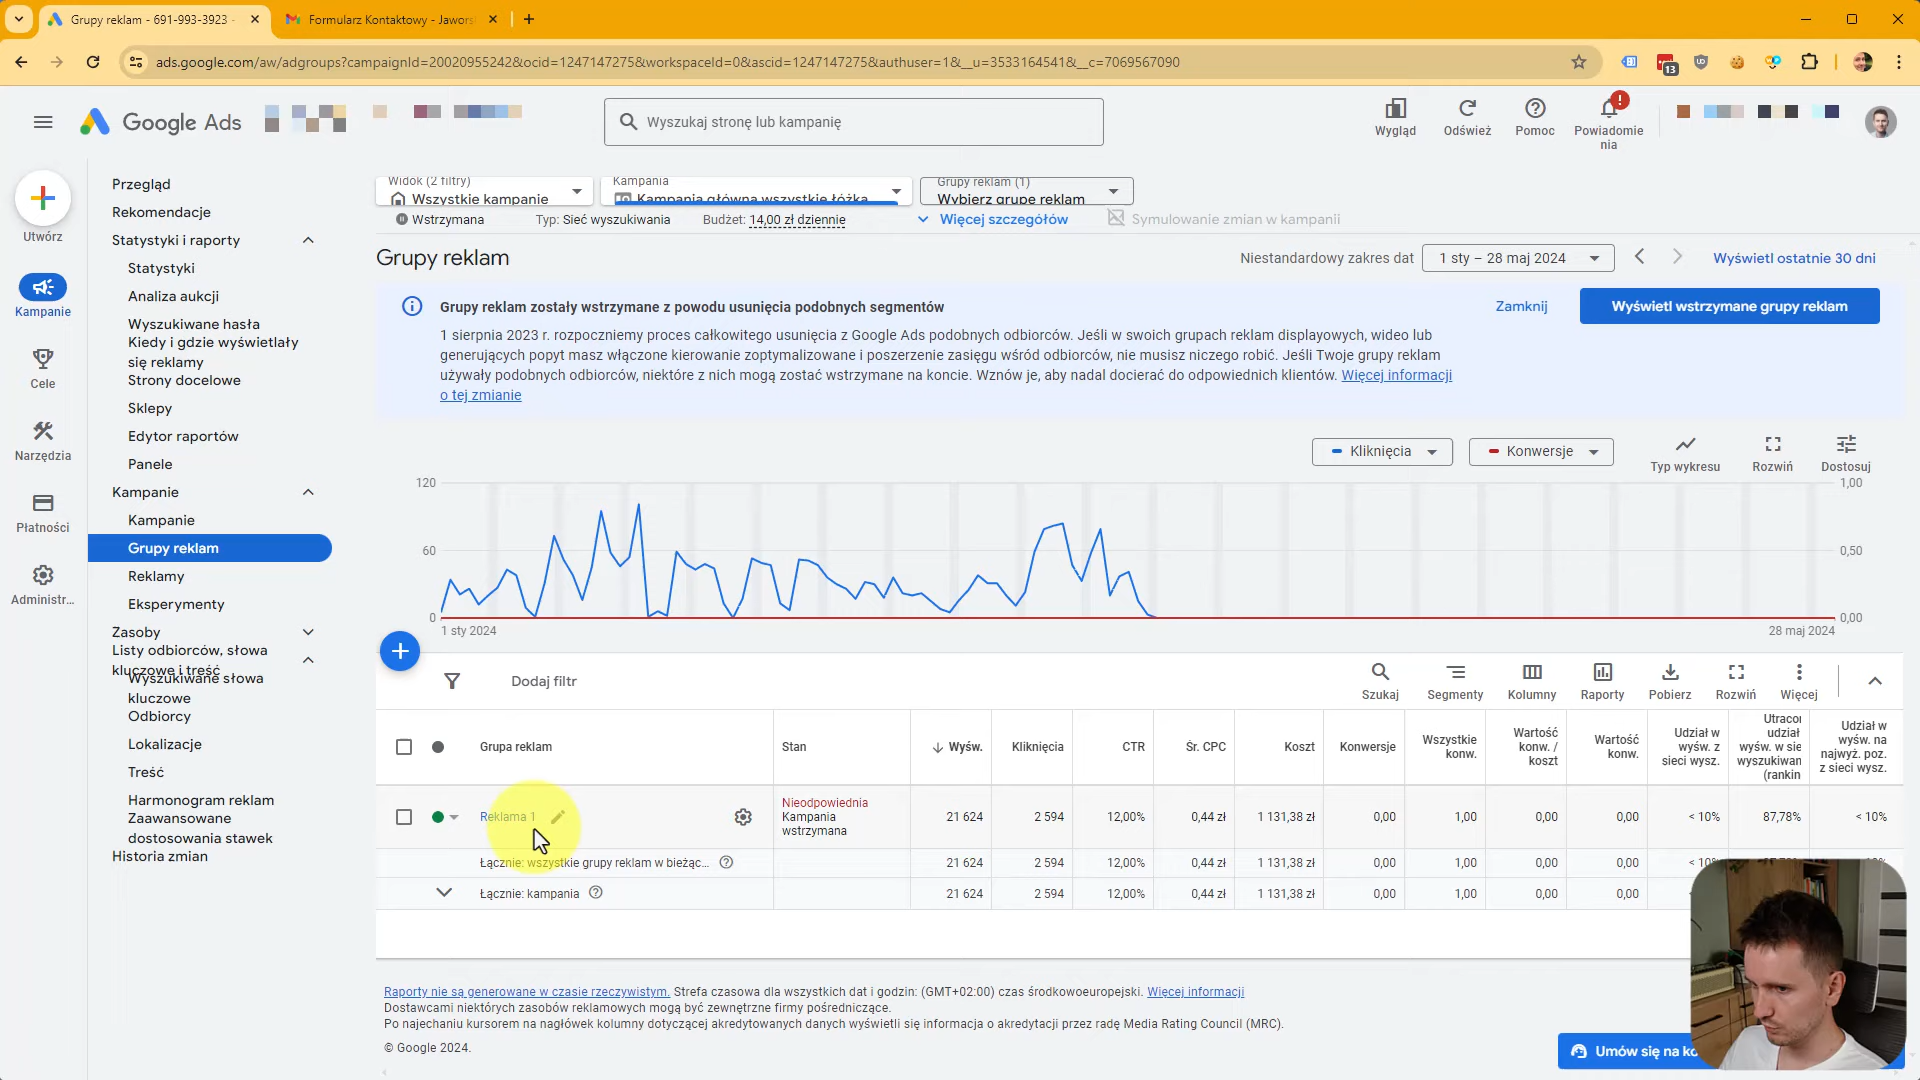 Grupy reklam - 691-993-3923 -
Formularz Kontaktowy - Jawors
ads.google.com/aw/adgroups?campaignId=20020955242&ocid=1247147275&workspaceId=0&ascid=1247147275&authuser=1&__u=3533164541&__c=7069567090
13
Google Ads
Wyszukaj stronę lub kampanię
Wygląd
Odśwież
Pomoc
Powiadomie
nia
Utwórz
Kampanie
Cele
Narzędzia
Płatności
Administr...
Przegląd
Rekomendacje
Statystyki i raporty
Statystyki
Analiza aukcji
Wyszukiwane hasła
Kiedy i gdzie wyświetlały
się reklamy
Strony docelowe
Sklepy
Edytor raportów
Panele
Kampanie
Kampanie
Grupy reklam
Reklamy
Eksperymenty
Zasoby
Listy odbiorców, słowa
kluczowe i treść
Wyszukiwane słowa
kluczowe
Odbiorcy
Lokalizacje
Treść
Harmonogram reklam
Zaawansowane
dostosowania stawek
Historia zmian
Widok (2 filtry)
Wszystkie kampanie
Kampania
Kampania główna wszystkie łóżka
Grupy reklam (1)
Wybierz grupę reklam
Wstrzymana
Typ: Sieć wyszukiwania
Budżet: 14,00 zł dziennie
Więcej szczegółów
Symulowanie zmian w kampanii
Grupy reklam
Niestandardowy zakres dat
1 sty – 28 maj 2024
Wyświetl ostatnie 30 dni
Grupy reklam zostały wstrzymane z powodu usunięcia podobnych segmentów
Zamknij
Wyświetl wstrzymane grupy reklam
1 sierpnia 2023 r. rozpoczniemy proces całkowitego usunięcia z Google Ads podobnych odbiorców. Jeśli w swoich grupach reklam displayowych, wideo lub
generujących popyt masz włączone kierowanie zoptymalizowane i poszerzenie zasięgu wśród odbiorców, nie musisz niczego robić. Jeśli Twoje grupy reklam
używały podobnych odbiorców, niektóre z nich mogą zostać wstrzymane na koncie. Wznów je, aby nadal docierać do odpowiednich klientów. Więcej informacji
o tej zmianie
Kliknięcia
Konwersje
Typ wykresu
Rozwiń
Dostosuj
120
1,00
60
0,50
0
0,00
1 sty 2024
28 maj 2024
Dodaj filtr
Szukaj
Segmenty
Kolumny
Raporty
Pobierz
Rozwiń
Więcej
Grupa reklam
Stan
Wyśw.
Kliknięcia
CTR
Śr. CPC
Koszt
Konwersje
Wszystkie
konw.
Wartość
konw. /
koszt
Wartość
konw.
Udział w
wyśw. z
sieci wysz.
Utracon
udział
wyśw. w sie
wyszukiwan
(rankin
Udział w
wyśw. na
najwyż. poz.
z sieci wysz.
Reklama 1
Nieodpowiednia
Kampania
wstrzymana
21 624
2 594
12,00%
0,44 zł
1 131,38 zł
0,00
1,00
0,00
0,00
< 10%
87,78%
< 10%
Łącznie: wszystkie grupy reklam w bieżąc...
21 624
2 594
12,00%
0,44 zł
1 131,38 zł
0,00
1,00
0,00
0,00
< 10%
Łącznie: kampania
21 624
2 594
12,00%
0,44 zł
1 131,38 zł
0,00
1,00
0,00
0,00
Raporty nie są generowane w czasie rzeczywistym. Strefa czasowa dla wszystkich dat i godzin: (GMT+02:00) czas środkowoeuropejski. Więcej informacji
Dostawcami niektórych zasobów reklamowych mogą być zewnętrzne firmy pośredniczące.
Po najechaniu kursorem na nagłówek kolumny dotyczącej akredytowanych danych wyświetli się informacja o akredytacji przez radę Media Rating Council (MRC).
© Google 2024.
Umów się na ko